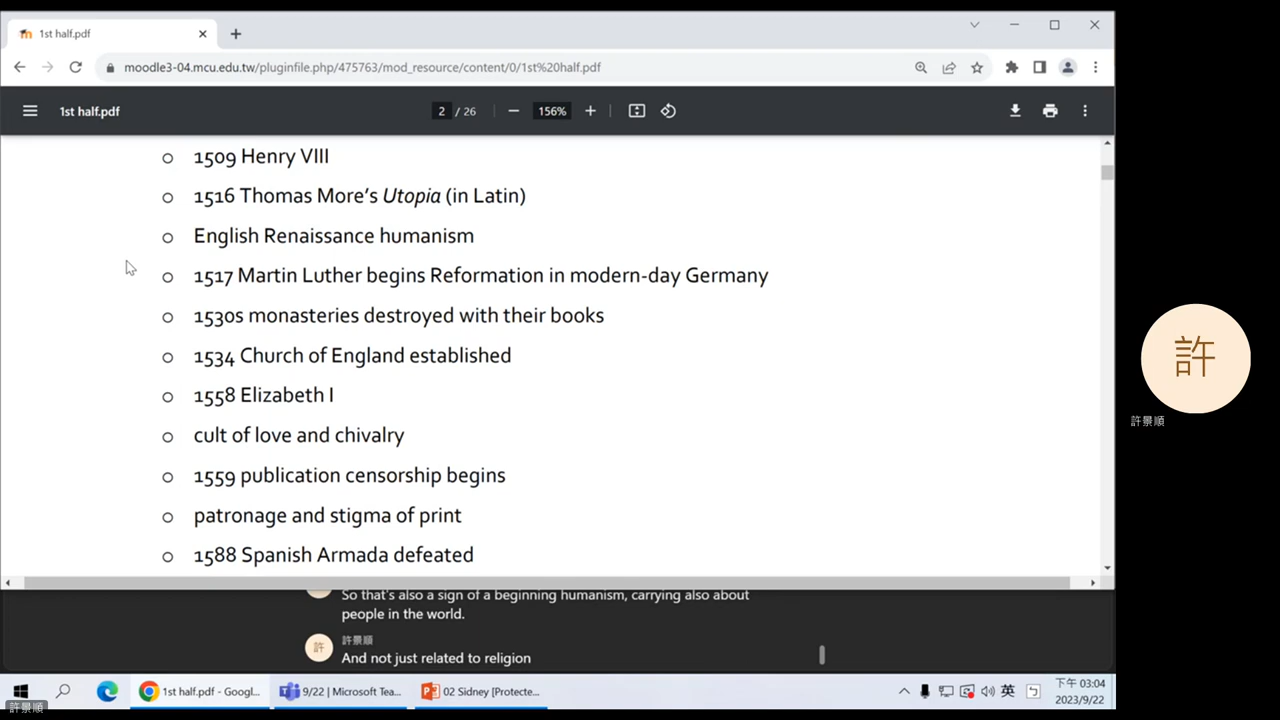 1st half.pdf
moodle3-04.mcu.edu.tw/pluginfile.php/475763/mod_resource/content/0/1st%20half.pdf
1st half.pdf
2 / 26
156%
1509 Henry VIII
1516 Thomas More's Utopia (in Latin)
English Renaissance humanism
1517 Martin Luther begins Reformation in modern-day Germany
1530s monasteries destroyed with their books
1534 Church of England established
1558 Elizabeth I
cult of love and chivalry
1559 publication censorship begins
patronage and stigma of print
1588 Spanish Armada defeated
So that's also a sign of a beginning humanism, carrying also about
people in the world.
許
許景順
And not just related to religion
許
許景順
1st half.pdf - Googl...
9/22 | Microsoft Tea...
02 Sidney [Protecte...
英
下午 03:04
2023/9/22
許景順